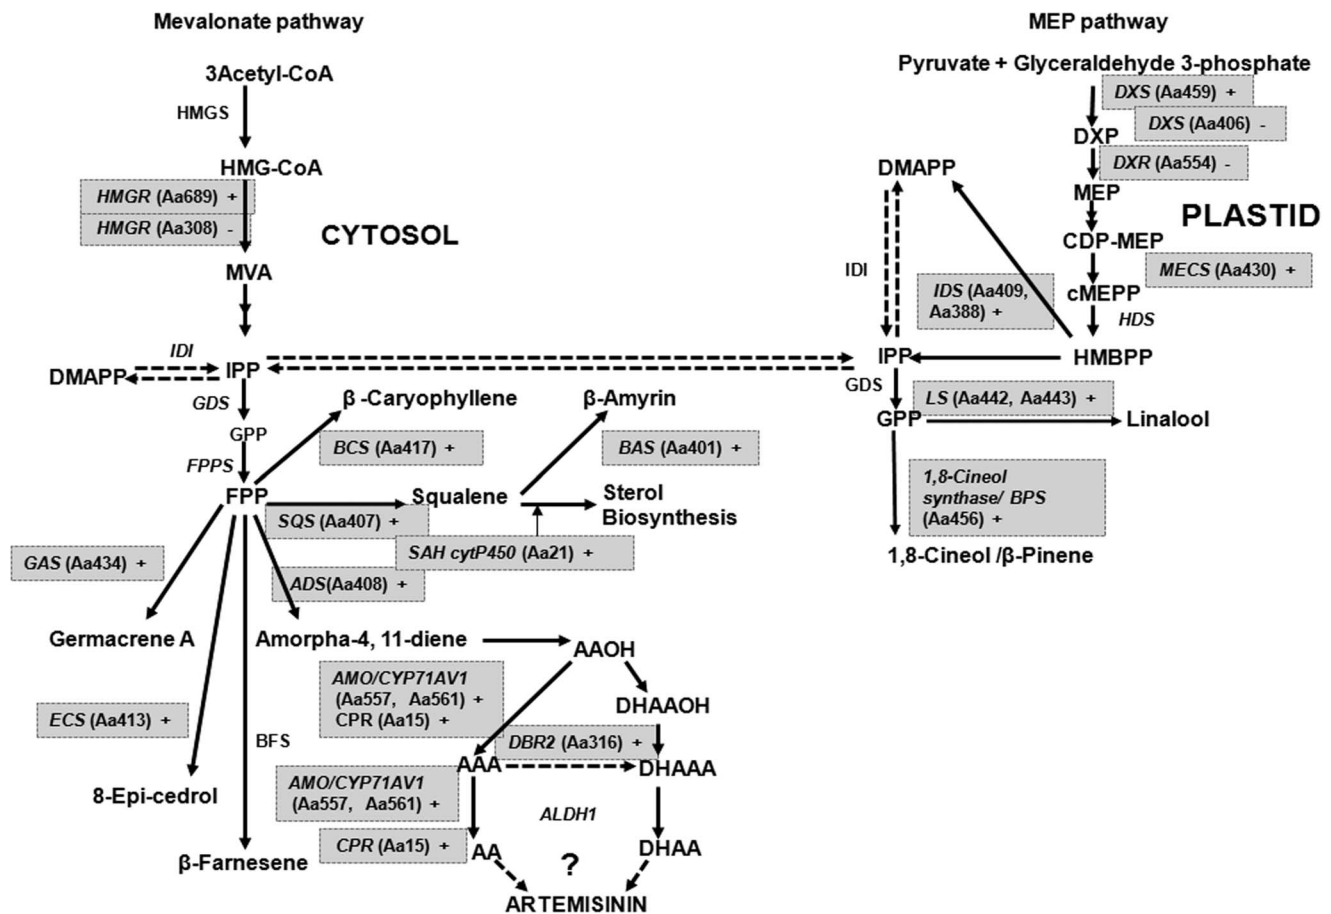 Mevalonate pathway
3Acetyl-CoA
HMGS
HMG-CoA
HMGR (Aa689) +
HMGR (Aa308) -
CYTOSOL
MVA
IDI
DMAPP
IPP
GDS
GPP
FPPS
FPP
β -Caryophyllene
BCS (Aa417) +
β-Amyrin
BAS (Aa401) +
Squalene
Sterol
Biosynthesis
SQS (Aa407) +
SAH cytP450 (Aa21) +
GAS (Aa434) +
ADS(Aa408) +
Germacrene A
Amorpha-4, 11-diene
AAOH
AMO/CYP71AV1
(Aa557, Aa561) +
CPR (Aa15) +
DHAAOH
ECS (Aa413) +
BFS
DBR2 (Aa316) +
AAA
DHAAA
8-Epi-cedrol
AMO/CYP71AV1
(Aa557, Aa561) +
ALDH1
CPR (Aa15) +
AA
DHAA
β-Farnesene
?
ARTEMISININ
MEP pathway
Pyruvate + Glyceraldehyde 3-phosphate
DXS (Aa459) +
DXS (Aa406) -
DXP
DXR (Aa554) -
DMAPP
MEP
PLASTID
CDP-MEP
MECS (Aa430) +
IDI
IDS (Aa409,
Aa388) +
cMEPP
HDS
IPP
HMBPP
GDS
LS (Aa442, Aa443) +
GPP
Linalool
1,8-Cineol
synthase/ BPS
(Aa456) +
1,8-Cineol /β-Pinene